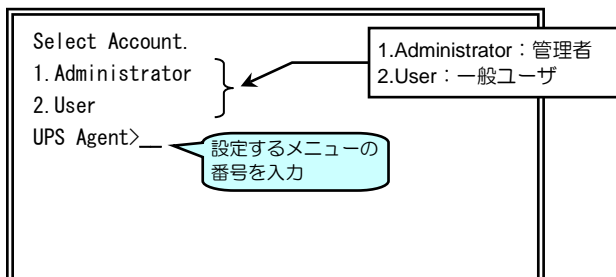 Select Account.
1.Administrator
2.User
UPS Agent>__
1.Administrator：管理者
2.User：一般ユーザ
設定するメニューの
番号を入力